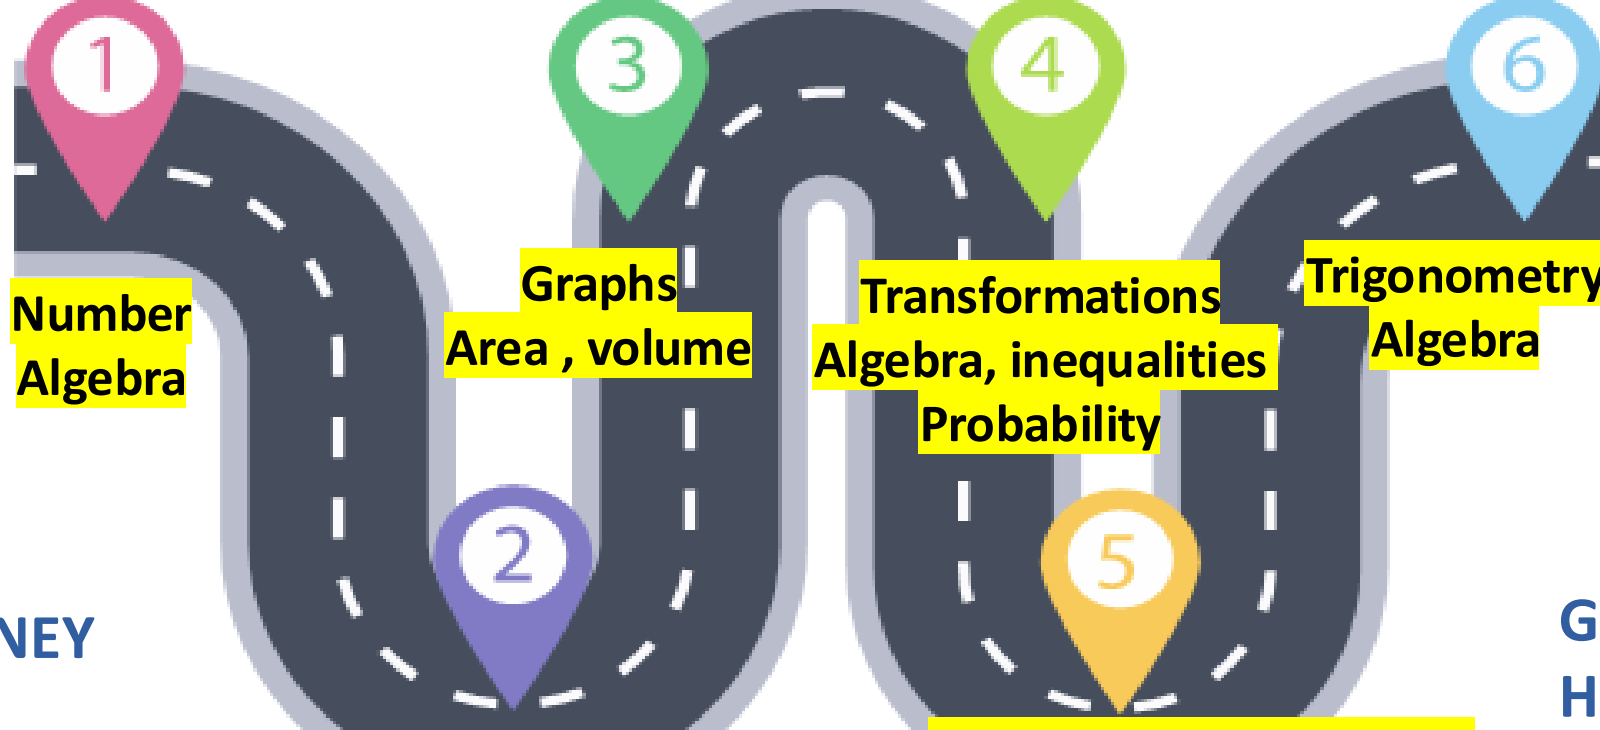 1
Number
Algebra
2
3
Graphs
Area , volume
4
Transformations
Algebra, inequalities
Probability
5
6
Trigonometry
Algebra
NEY
G
H